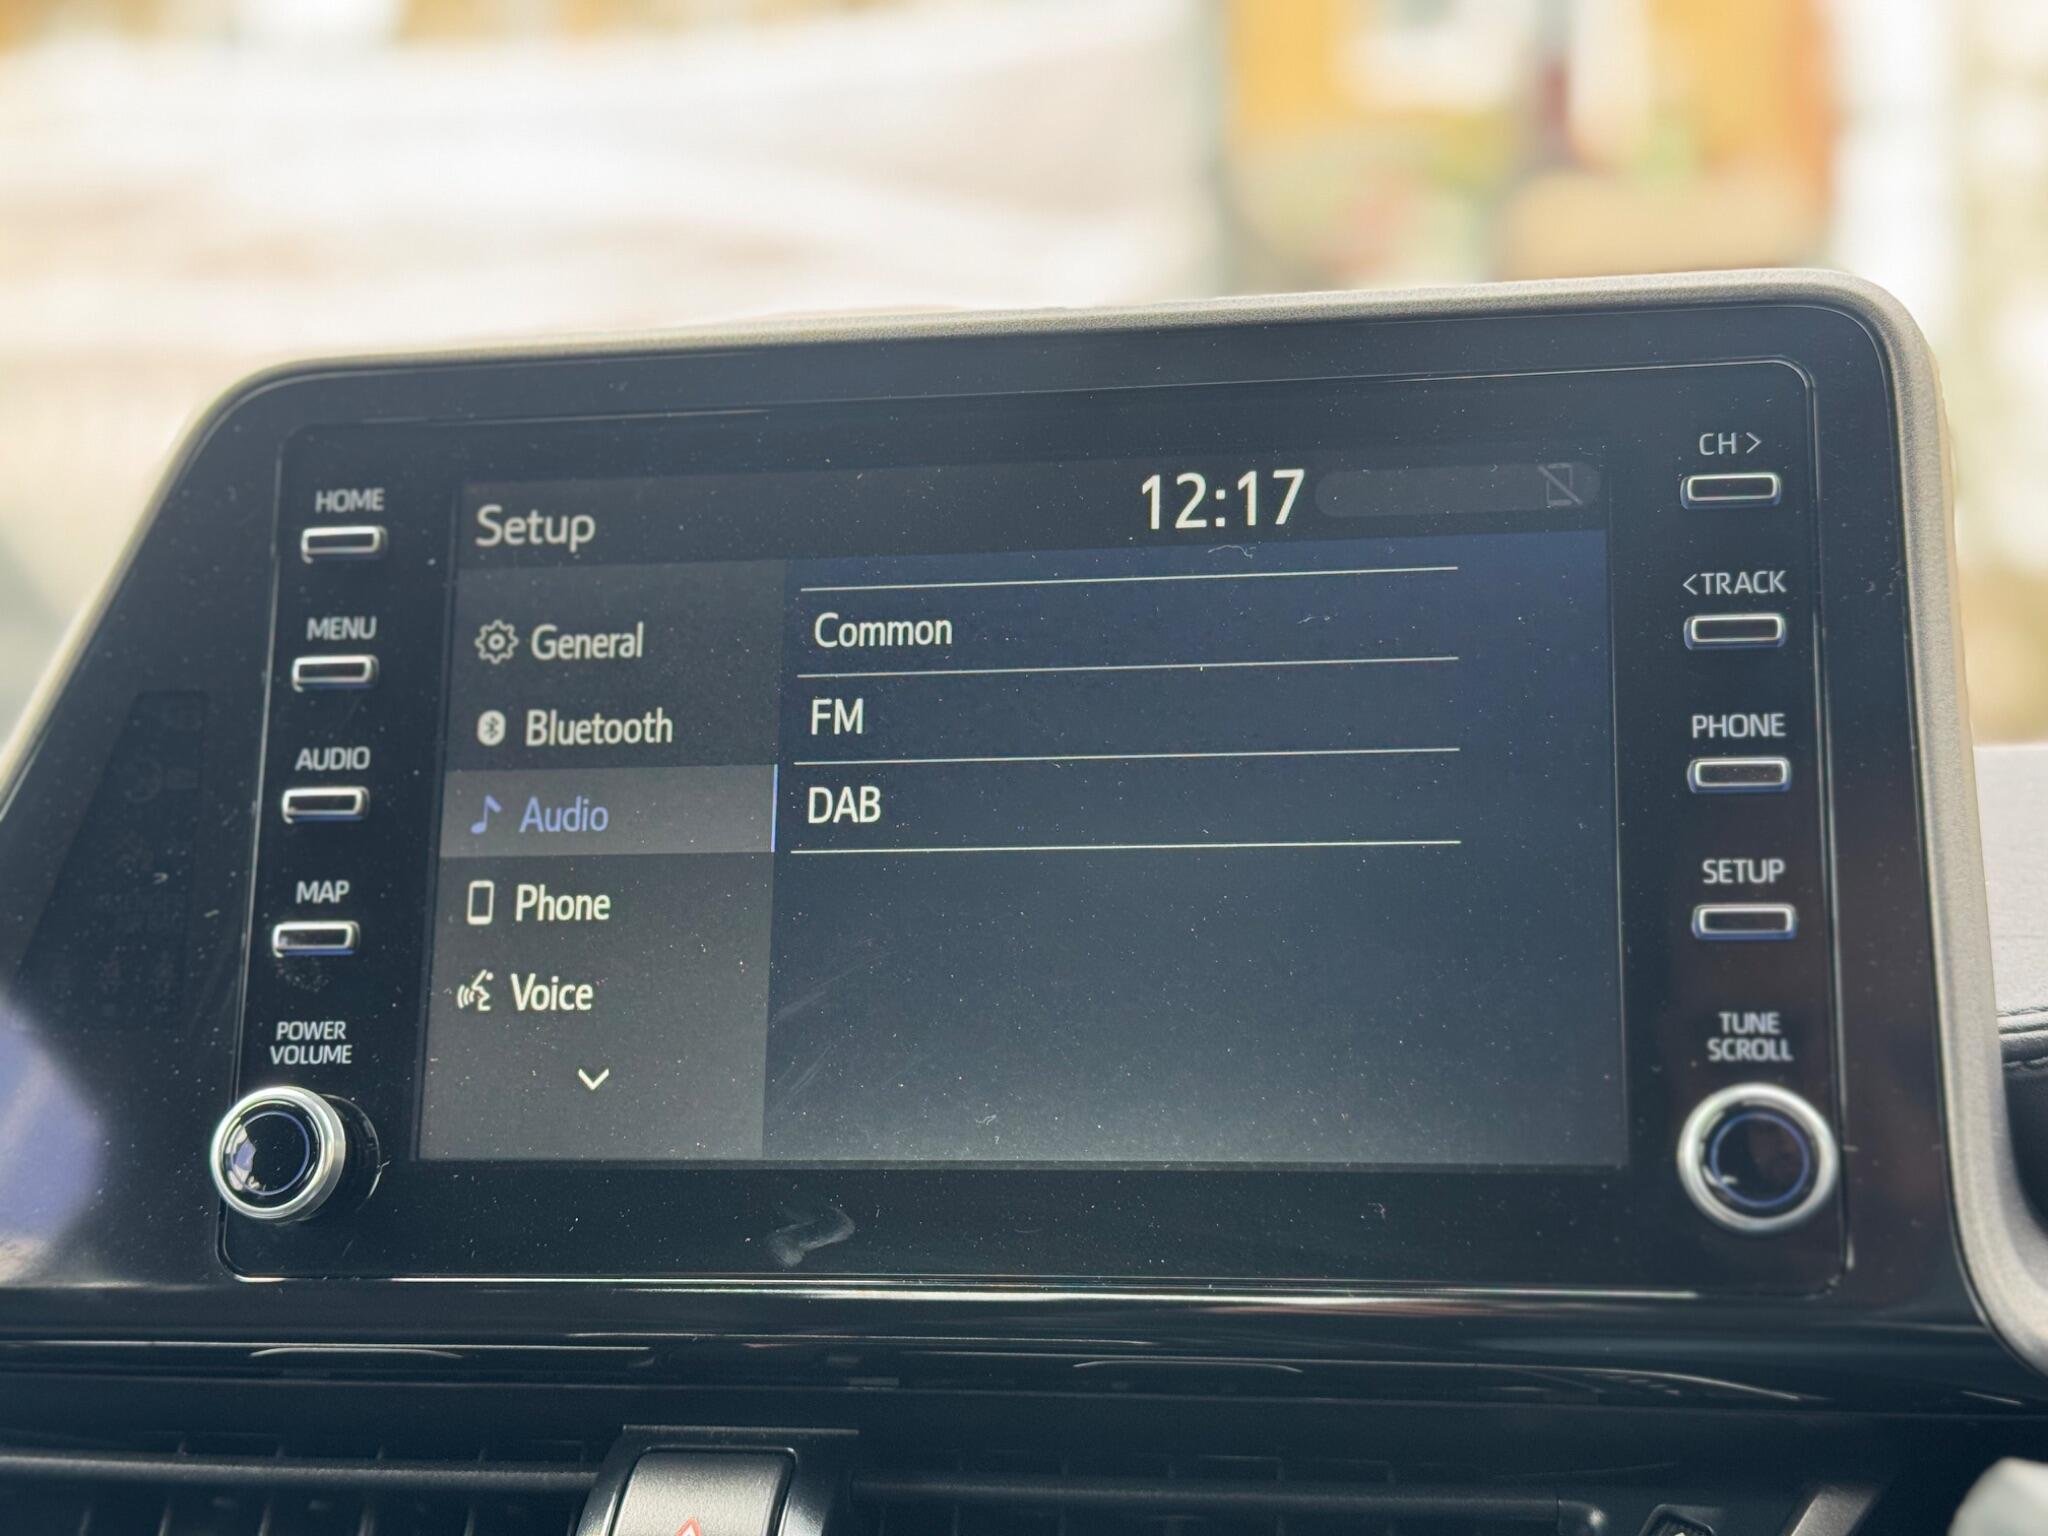 HOME
MENU
AUDIO
MAP
POWER
VOLUME
Setup
12:17
General
Bluetooth
Audio
Phone
Voice
Common
FM
DAB
CH >
< TRACK
PHONE
SETUP
TUNE
SCROLL